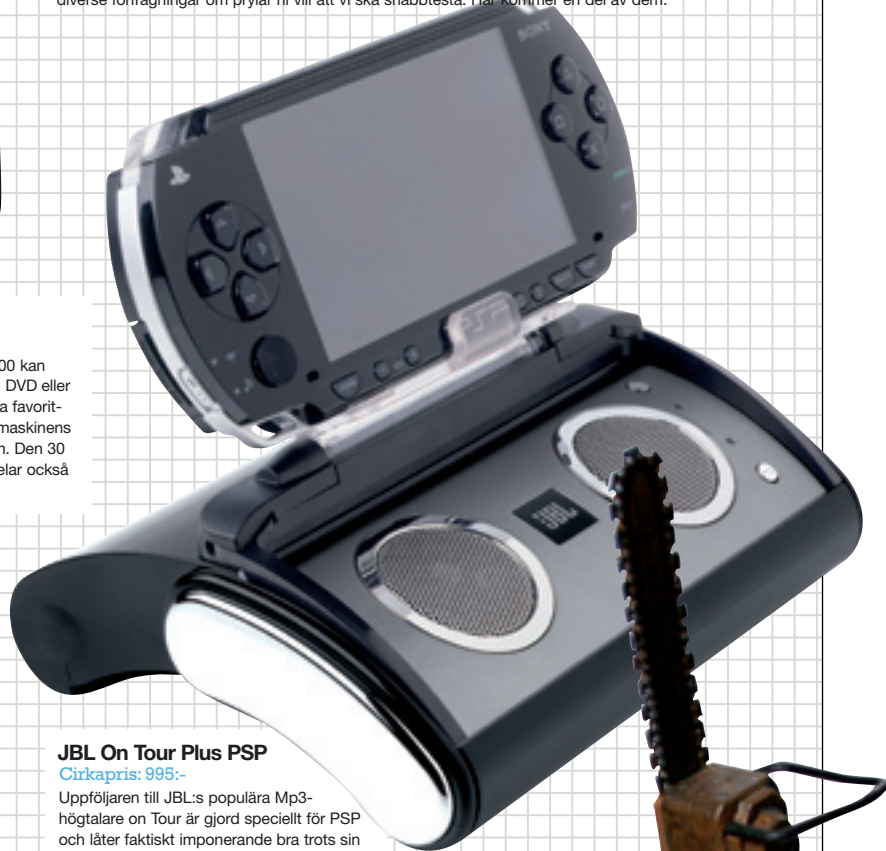 diverse förfrågningar om prylar ni vill att vi ska snabbtesta. Här kommer en del av dem.
SONY
PSP
JBL
00 kan
DVD eller
a favorit-
maskinens
n. Den 30
elar också
JBL On Tour Plus PSP
Cirkapris: 995:-
Uppföljaren till JBL:s populära Mp3-
högtalare on Tour är gjord speciellt för PSP
och låter faktiskt imponerande bra trots sin